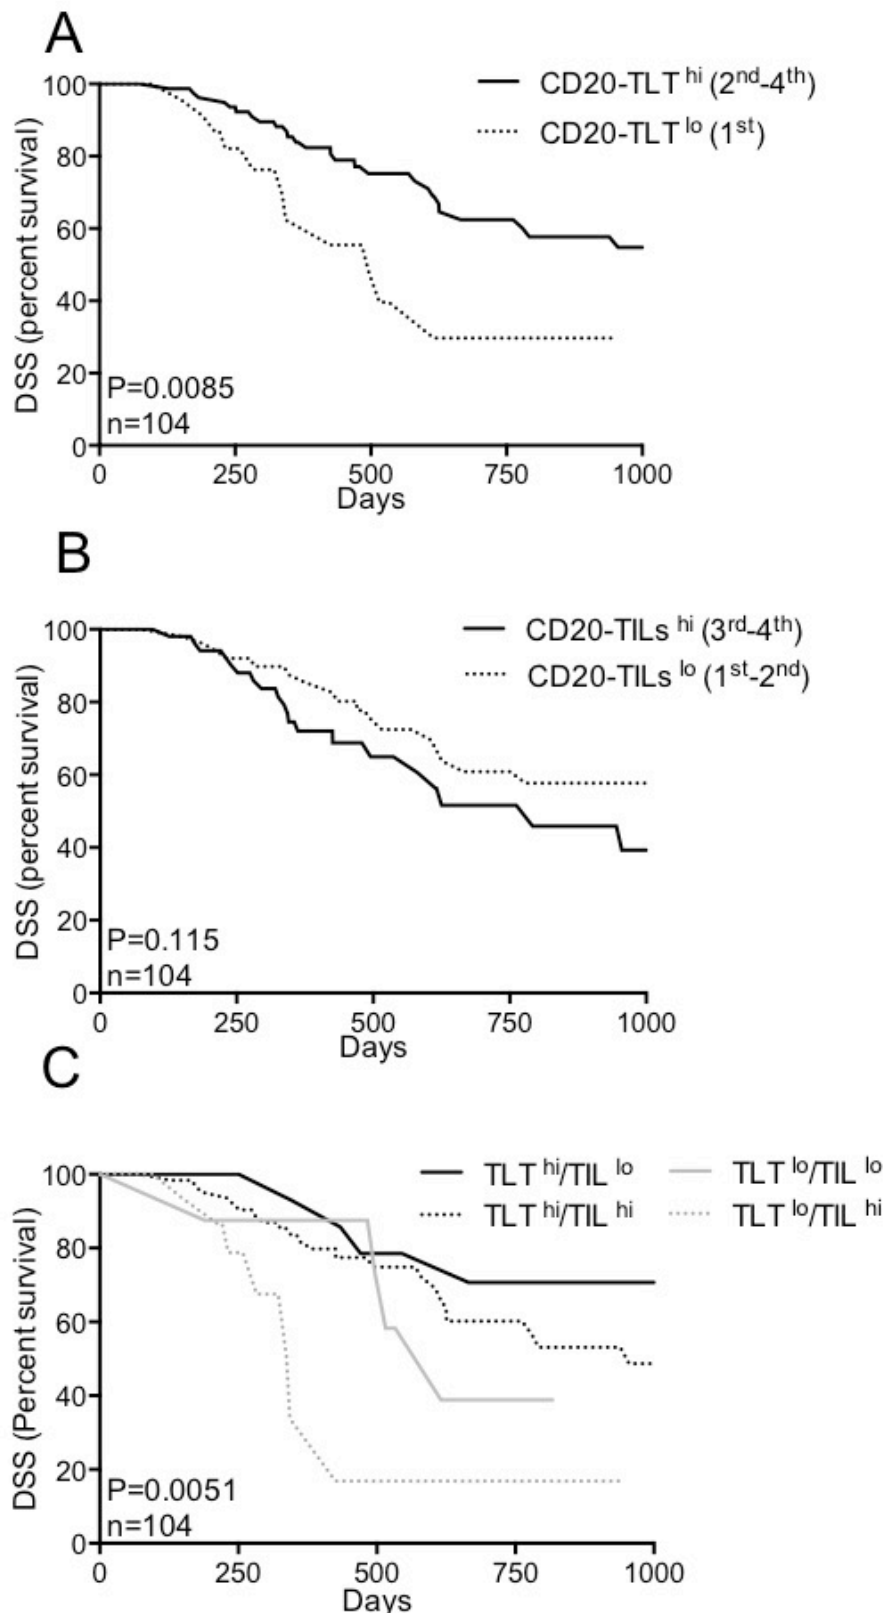 A
CD20-TLT hi (2nd-4th)
CD20-TLT lo (1st)
DSS (percent survival)
100
80
60
40
20
0
P=0.0085
n=104
0 250 500 750 1000
Days
B
CD20-TILs hi (3rd-4th)
CD20-TILs lo (1st-2nd)
DSS (percent survival)
100
80
60
40
20
0
P=0.115
n=104
0 250 500 750 1000
Days
C
TLT hi/TIL lo TLT lo/TIL lo
TLT hi/TIL hi TLT lo/TIL hi
DSS (Percent survival)
100
80
60
40
20
0
P=0.0051
n=104
0 250 500 750 1000
Days